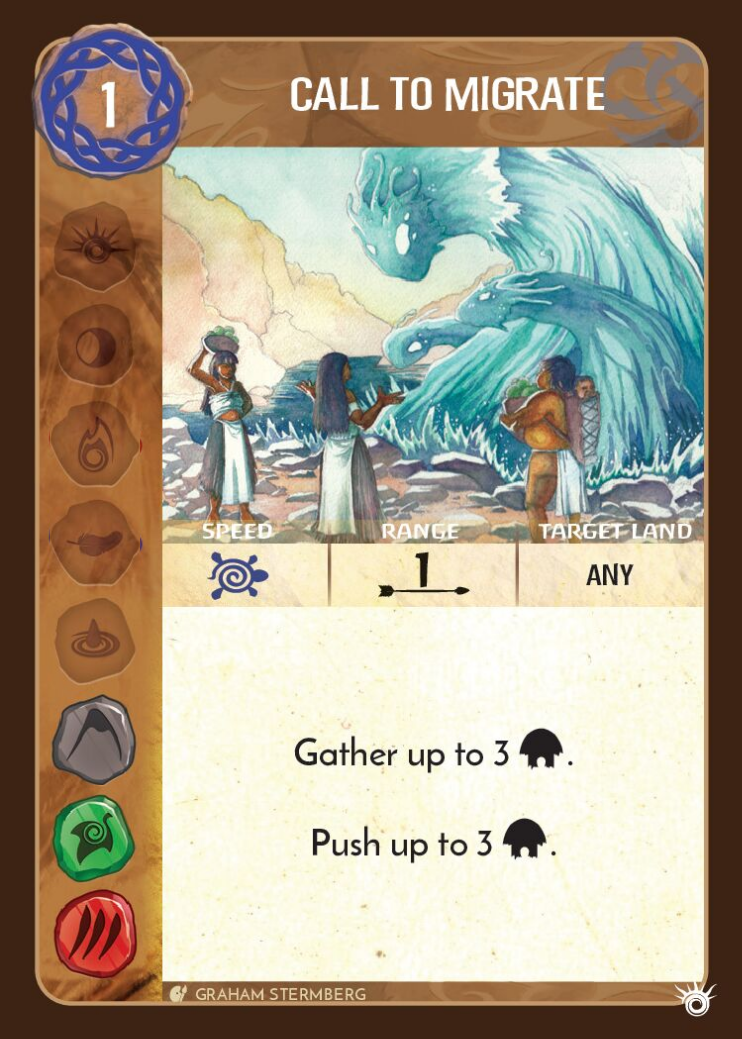 1
CALL TO MIGRATE
SPEED RANGE TARGET LAND
1 ANY
Gather up to 3 .
Push up to 3 .
GRAHAM STERMBERG